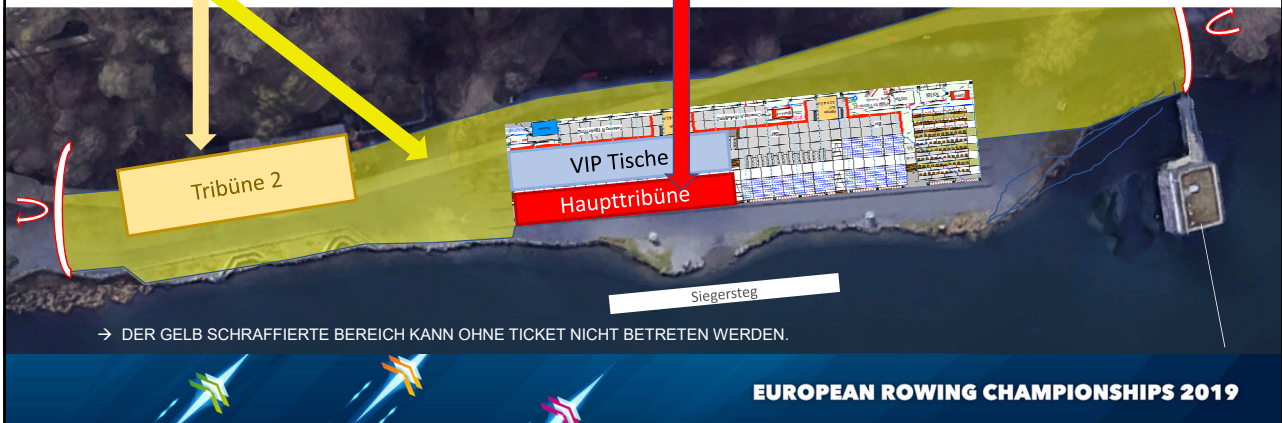 VIP Tische
Tribüne 2
Haupttribüne
Siegersteg
→ DER GELB SCHRAFFIERTE BEREICH KANN OHNE TICKET NICHT BETRETEN WERDEN.
EUROPEAN ROWING CHAMPIONSHIPS 2019